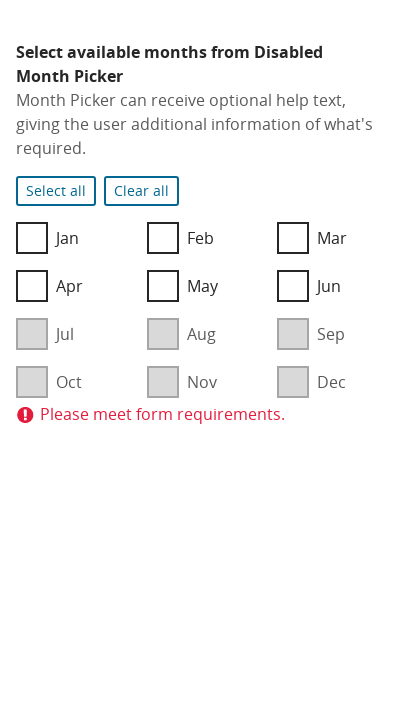 Select available months from Disabled
Month Picker
Month Picker can receive optional help text,
giving the user additional information of what's
required.
Select all Clear all
Jan Feb Mar
Apr May Jun
Jul Aug Sep
Oct Nov Dec
Please meet form requirements.